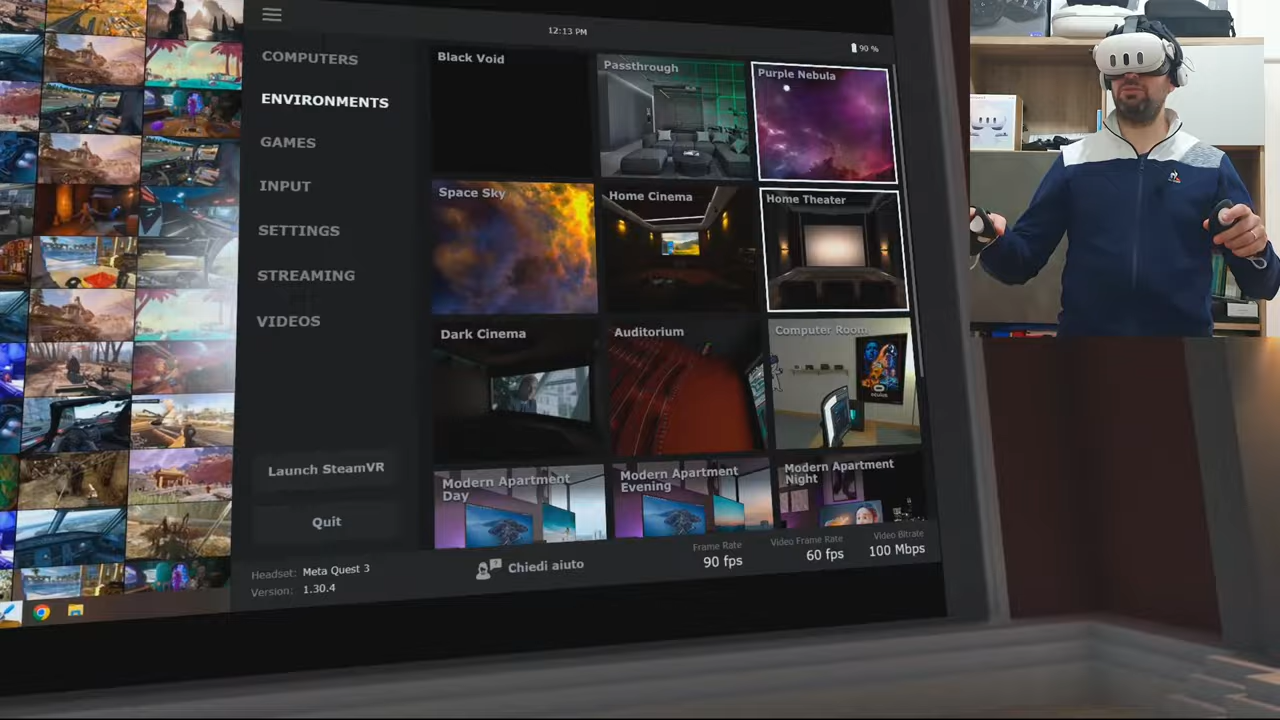 12:13 PM
90 %
COMPUTERS
ENVIRONMENTS
GAMES
INPUT
SETTINGS
STREAMING
VIDEOS
Launch SteamVR
Quit
Black Void
Passthrough
Purple Nebula
Space Sky
Home Cinema
Home Theater
Dark Cinema
Auditorium
Computer Room
Modern Apartment
Day
Modern Apartment
Evening
Modern Apartment
Night
Headset: Meta Quest 3
Version: 1.30.4
Chiedi aiuto
Frame Rate
90 fps
Video Frame Rate
60 fps
Video Bitrate
100 Mbps